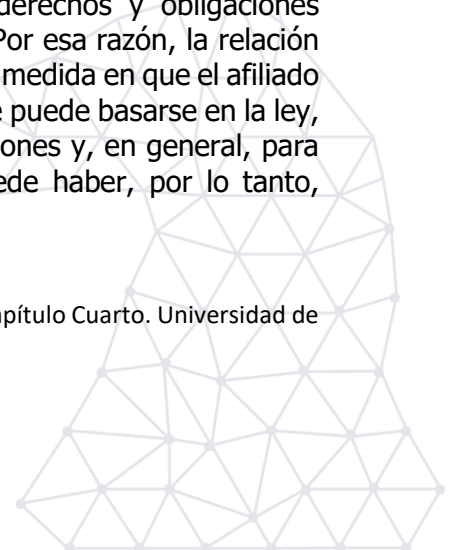 derechos y obligaciones
Por esa razón, la relación
medida en que el afiliado
puede basarse en la ley,
ones y, en general, para
ede haber, por lo tanto,
apítulo Cuarto. Universidad de